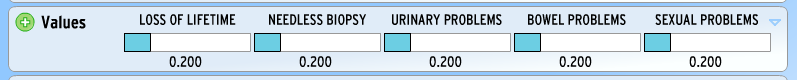 Values LOSS OF LIFETIME NEEDLESS BIOPSY URINARY PROBLEMS BOWEL PROBLEMS SEXUAL PROBLEMS
0.200 0.200 0.200 0.200 0.200